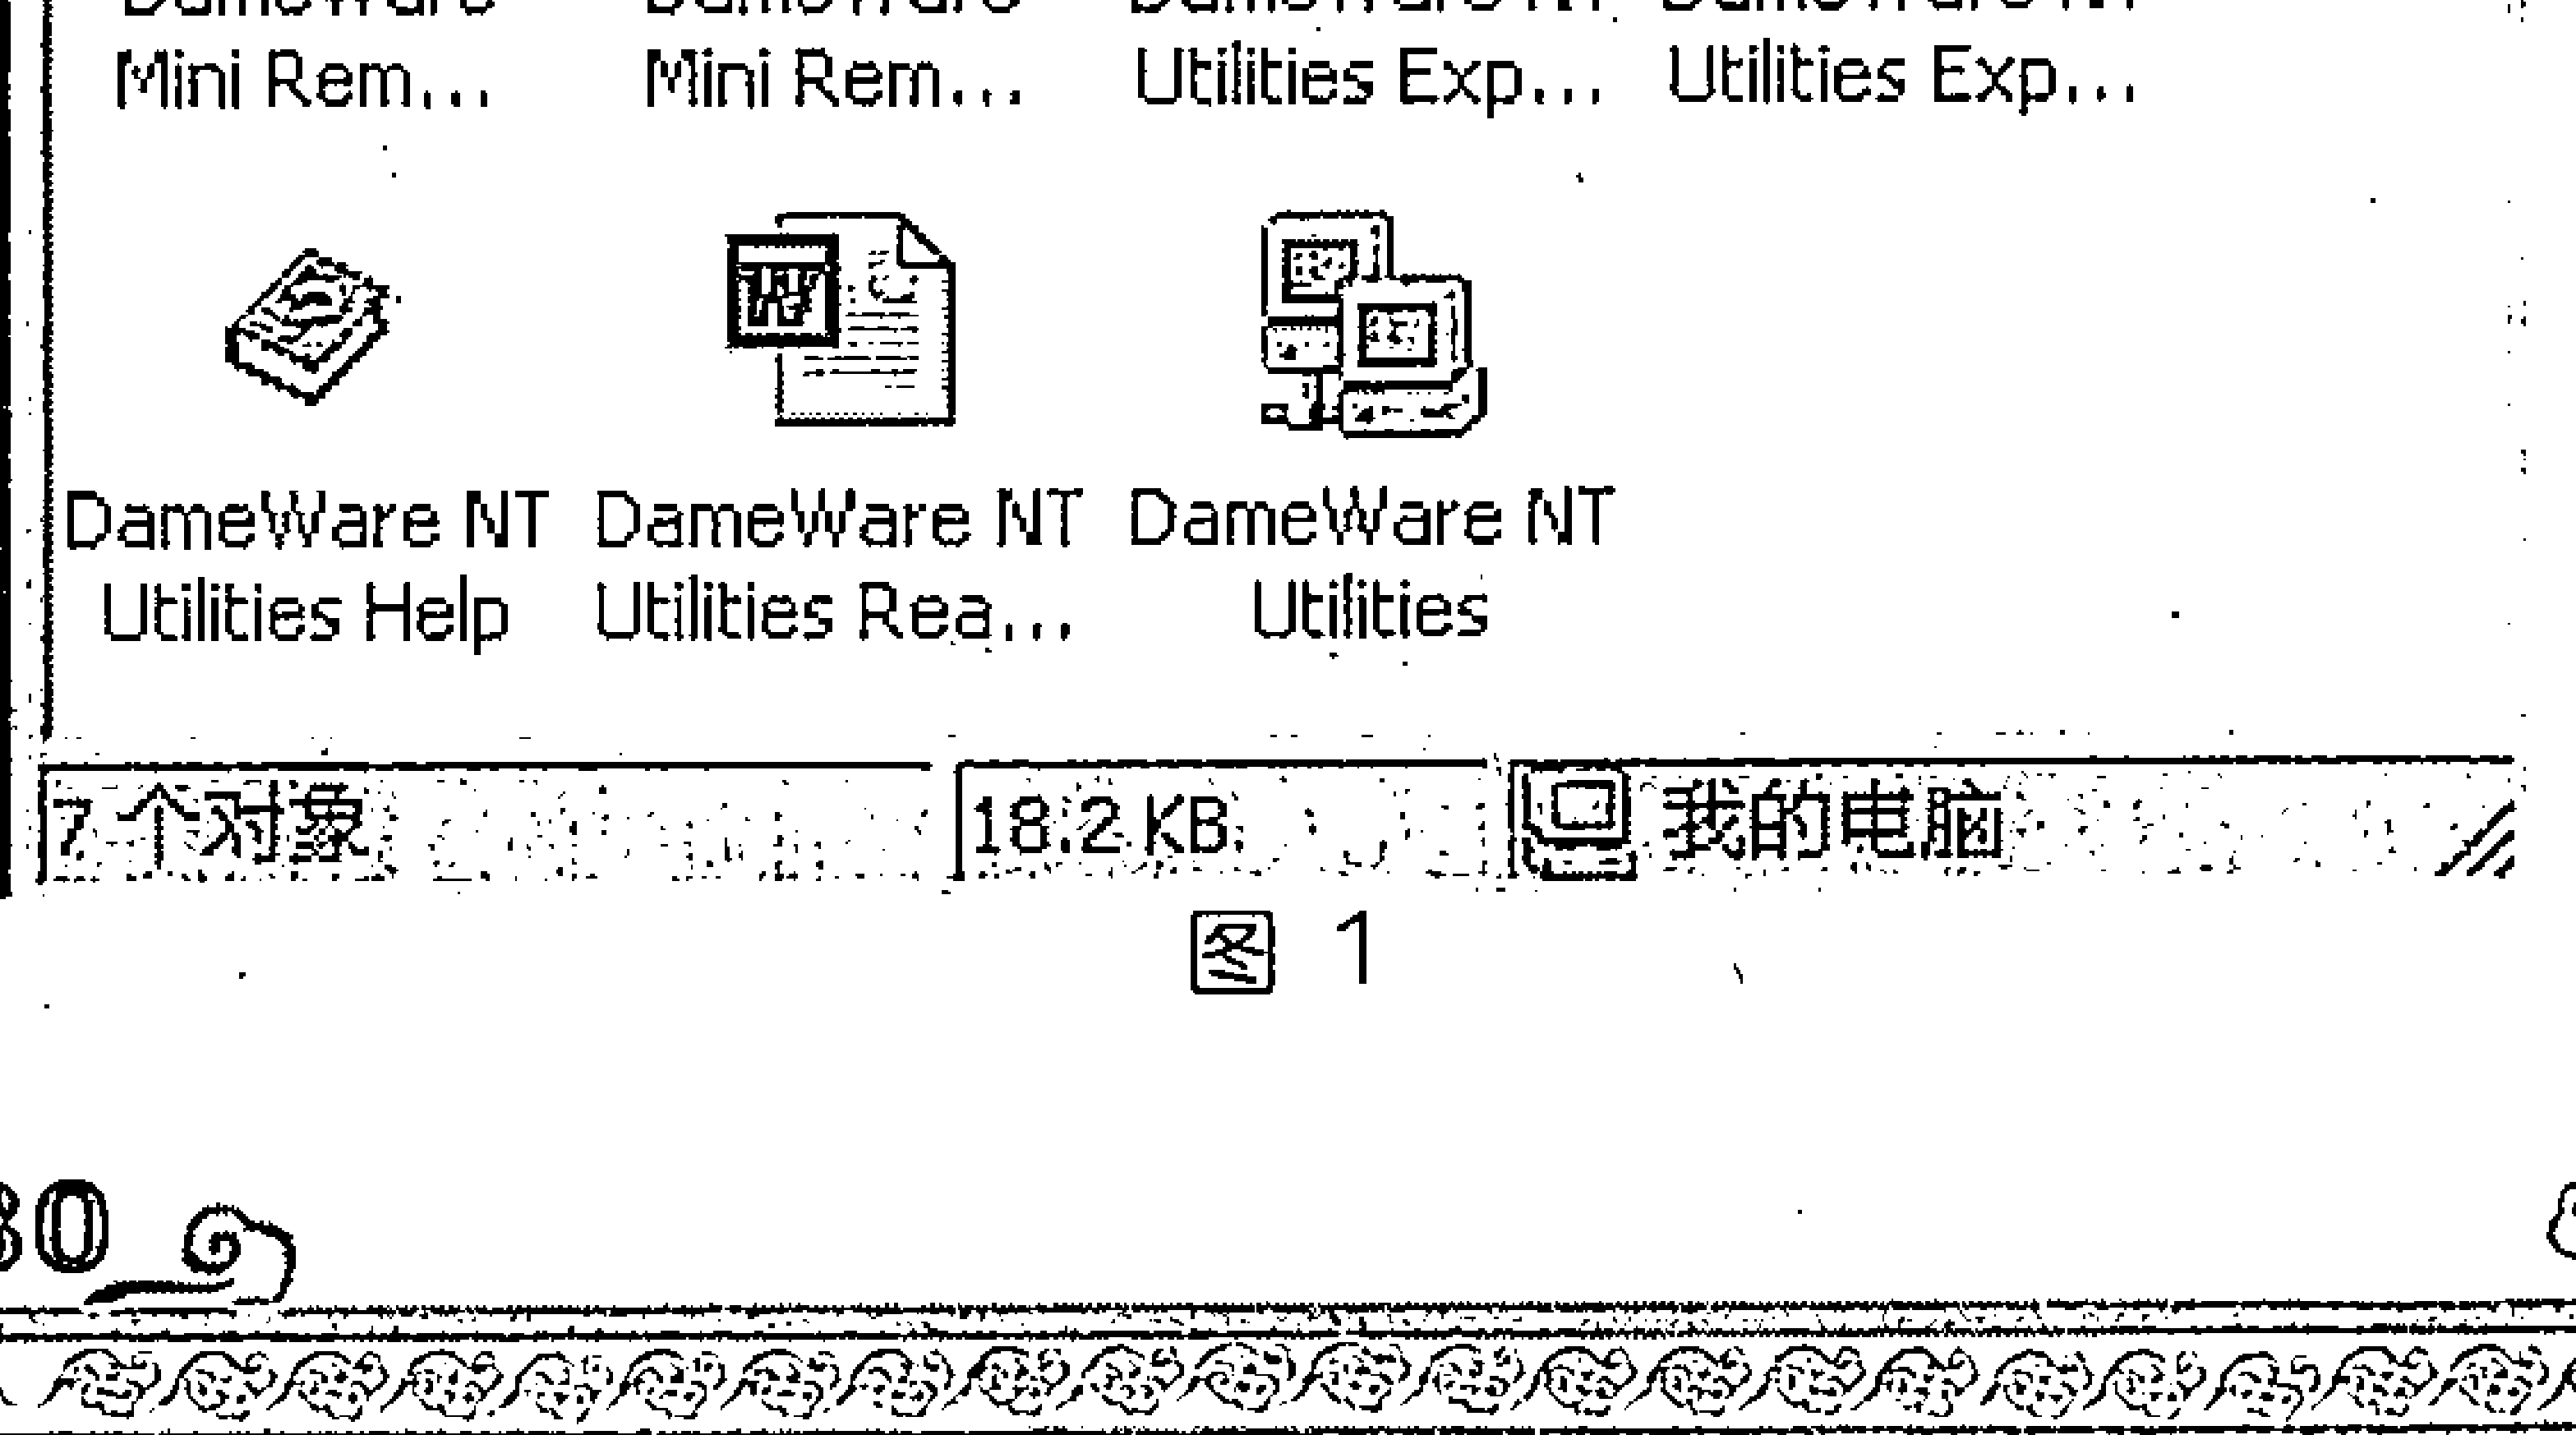 Mini Rem... Mini Rem... Utilities Exp... Utilities Exp...
DameWare NT DameWare NT DameWare NT
Utilities Help Utilities Rea... Utilities
7 个对象 18.2 KB 我的电脑
图 1